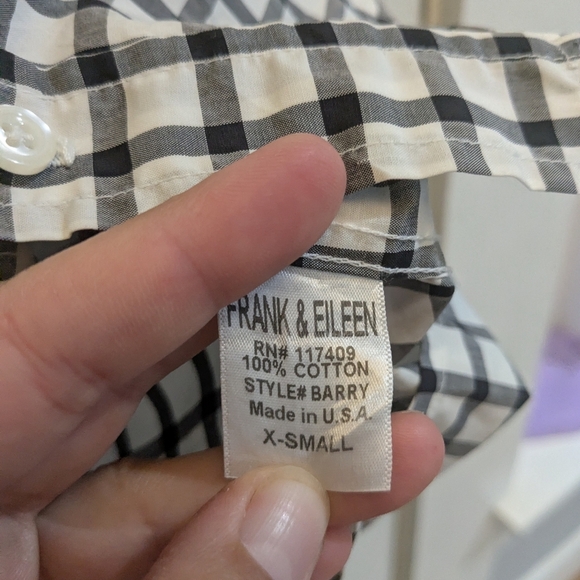 FRANK & EILEEN
RN# 117409
100% COTTON
STYLE# BARRY
Made in U.S.A.
X-SMALL